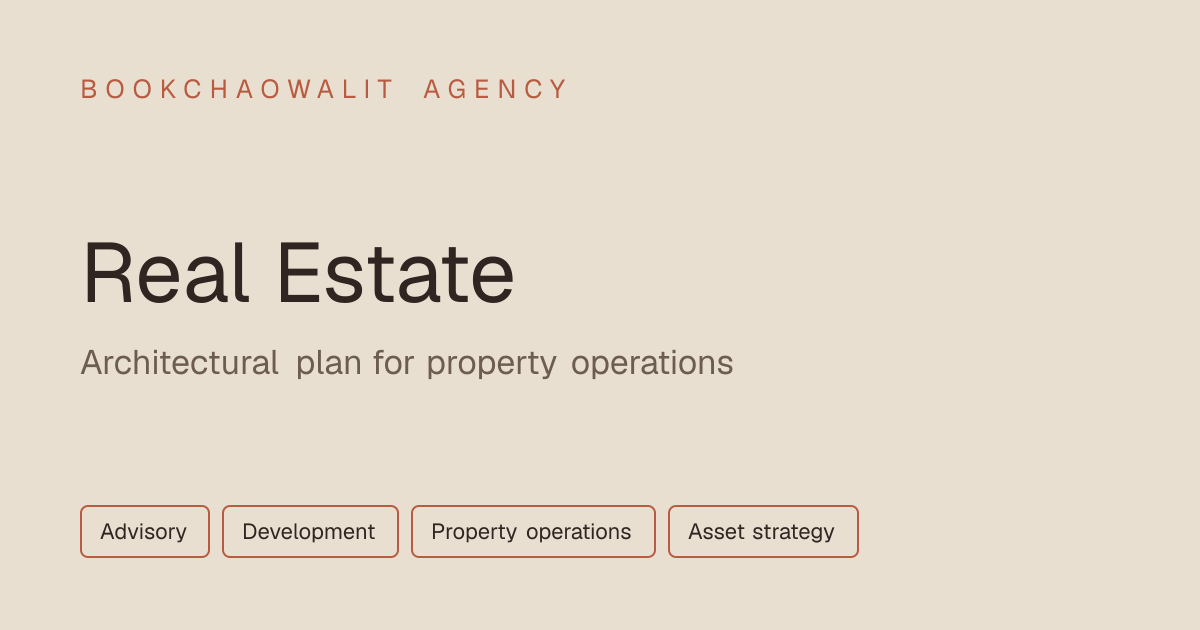 BOOKCHAOWALIT AGENCY
Real Estate
Architectural plan for property operations
Advisory Development Property operations Asset strategy